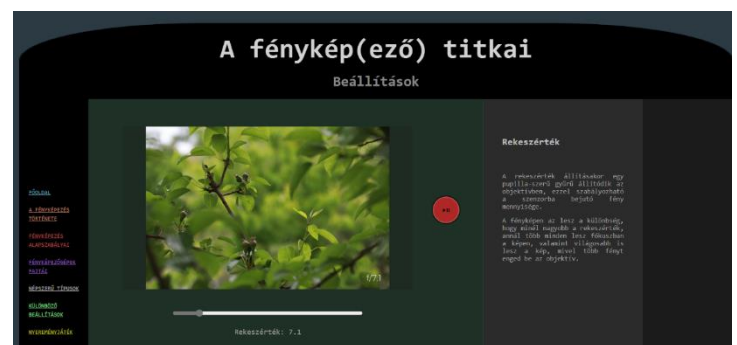 A fénykép(ező) titkai
Beállítások
FŐOLDAL
A FÉNYKÉPEZÉS
TÖRTÉNETE
FÉNYKÉPEZÉS
ALAPSZABÁLYAI
FÉNYKÉPEZŐGÉPEK
FAJTÁI
NÉPSZERŰ TÍPUSOK
KÜLÖNBÖZŐ
BEÁLLÍTÁSOK
NYEREMÉNYJÁTÉK
1/7.1
Rekeszérték: 7.1
Rekeszérték
A rekeszérték állításakor egy
pupilla-szerű gyűrű állítódik az
objektívben, ezzel szabályozható
a szenzorba bejutó fény
mennyisége.
A fényképen az lesz a különbség,
hogy minél nagyobb a rekeszérték,
annál több minden lesz fókuszban
a képen, valamint világosabb is
lesz a kép, mivel több fényt
enged be az objektív.